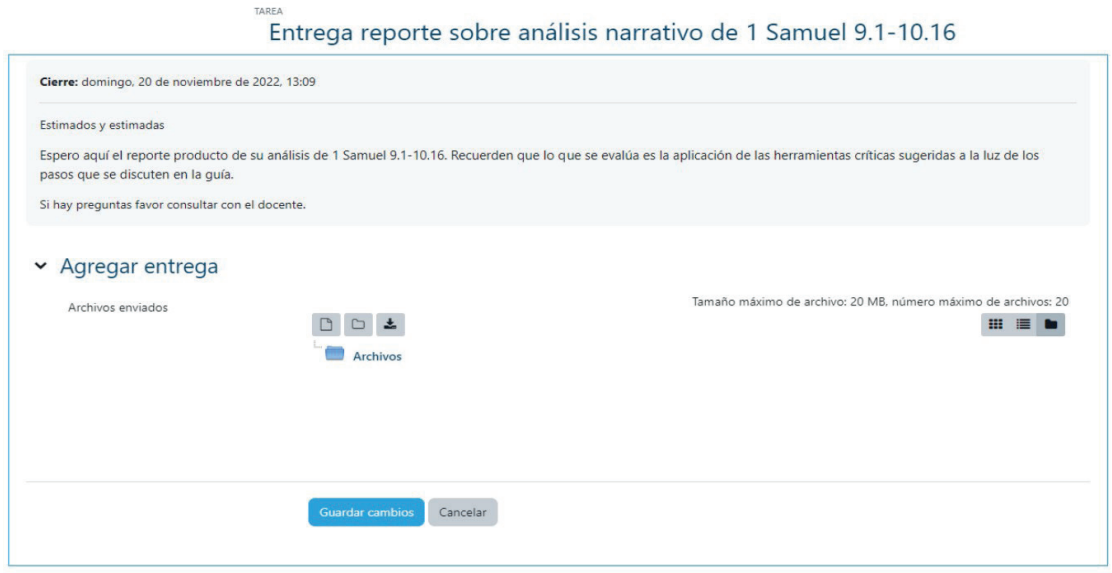 TAREA
Entrega reporte sobre análisis narrativo de 1 Samuel 9.1-10.16
Cierre: domingo, 20 de noviembre de 2022, 13:09
Estimados y estimadas
Espero aquí el reporte producto de su análisis de 1 Samuel 9.1-10.16. Recuerden que lo que se evalúa es la aplicación de las herramientas críticas sugeridas a la luz de los
pasos que se discuten en la guía.
Si hay preguntas favor consultar con el docente.
Agregar entrega
Archivos enviados
Tamaño máximo de archivo: 20 MB, número máximo de archivos: 20
Archivos
Guardar cambios
Cancelar